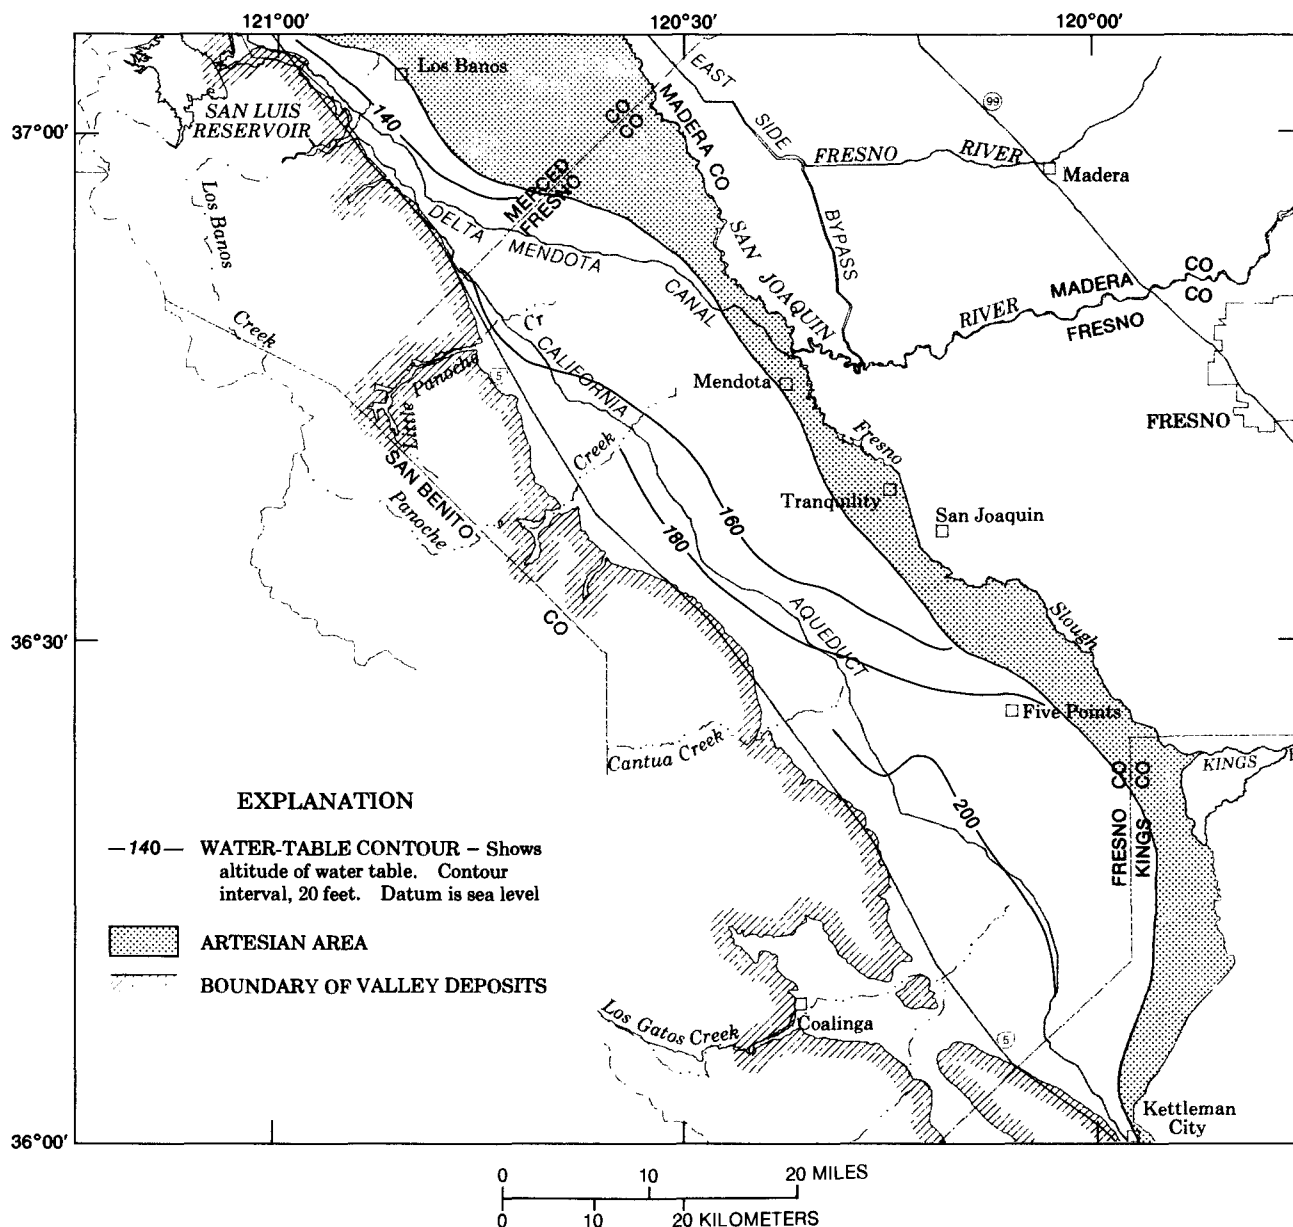 121°00'
120°30'
120°00'
37°00'
36°30'
36°00'
Los Banos
EAST
SIDE
BYPASS
99
SAN LUIS
RESERVOIR
140
MADERA CO
MERCED CO
FRESNO CO
FRESNO RIVER
Madera
Los Banos
Creek
DELTA
MENDOTA
CANAL
SAN JOAQUIN
RIVER
MADERA CO
FRESNO CO
Cr
CALIFORNIA
Panoche
5
Little
Mendota
Creek
Fresno
FRESNO
SAN BENITO
CO
Panoche
Tranquility
San Joaquin
180
160
AQUEDUCT
Slough
Five Points
Cantua Creek
KINGS
FRESNO CO
KINGS CO
200
EXPLANATION
—140— WATER-TABLE CONTOUR – Shows
altitude of water table. Contour
interval, 20 feet. Datum is sea level
ARTESIAN AREA
BOUNDARY OF VALLEY DEPOSITS
Los Gatos Creek
Coalinga
5
Kettleman
City
0 10 20 MILES
0 10 20 KILOMETERS